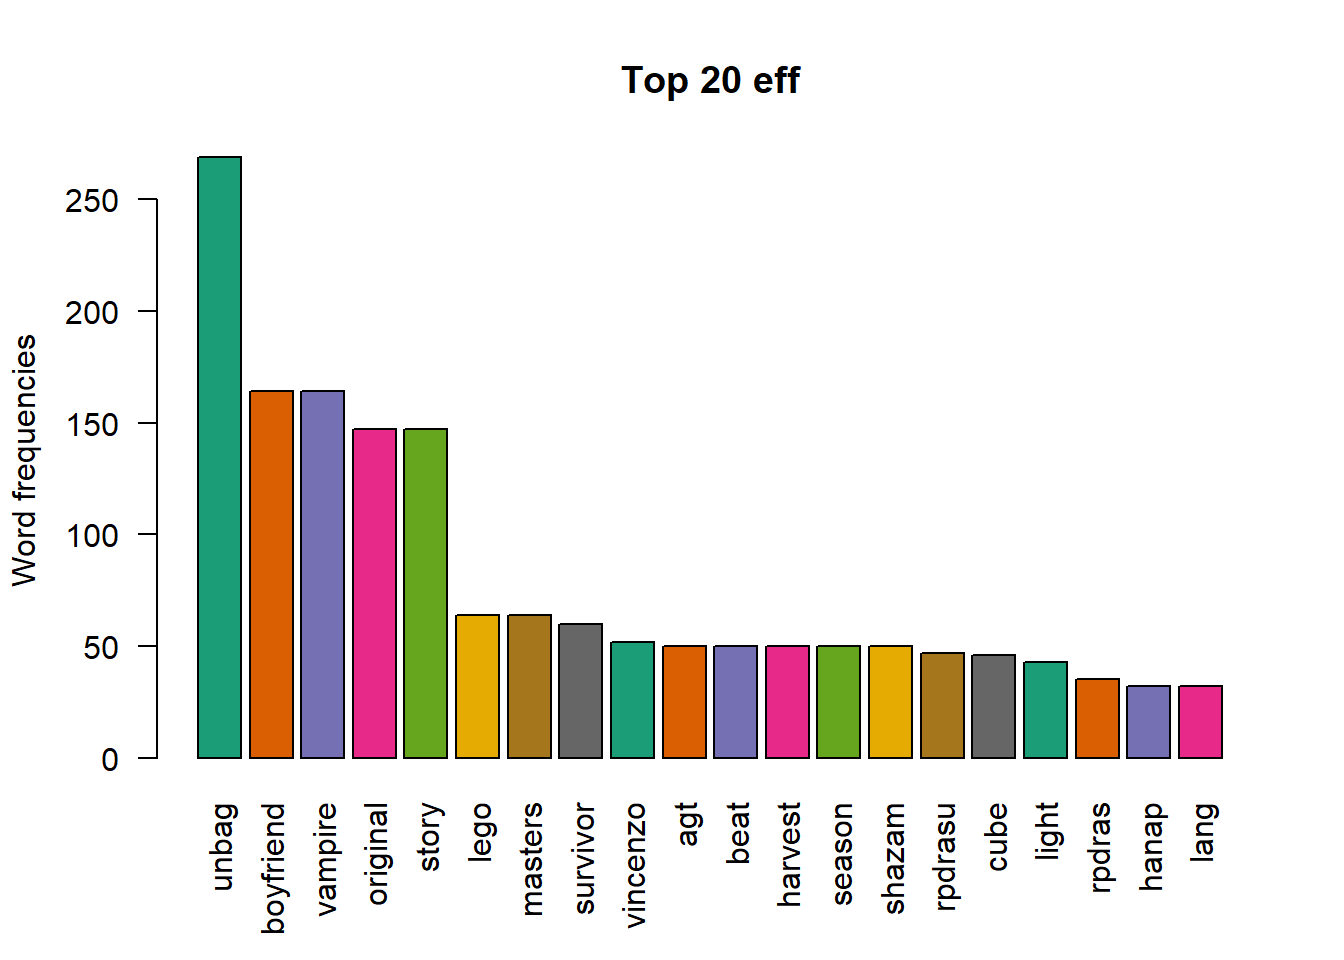 Top 20 eff
Word frequencies
250
200
150
100
50
0
unbag
boyfriend
vampire
original
story
lego
masters
survivor
vincenzo
agt
beat
harvest
season
shazam
rpdrasu
cube
light
rpdras
hanap
lang